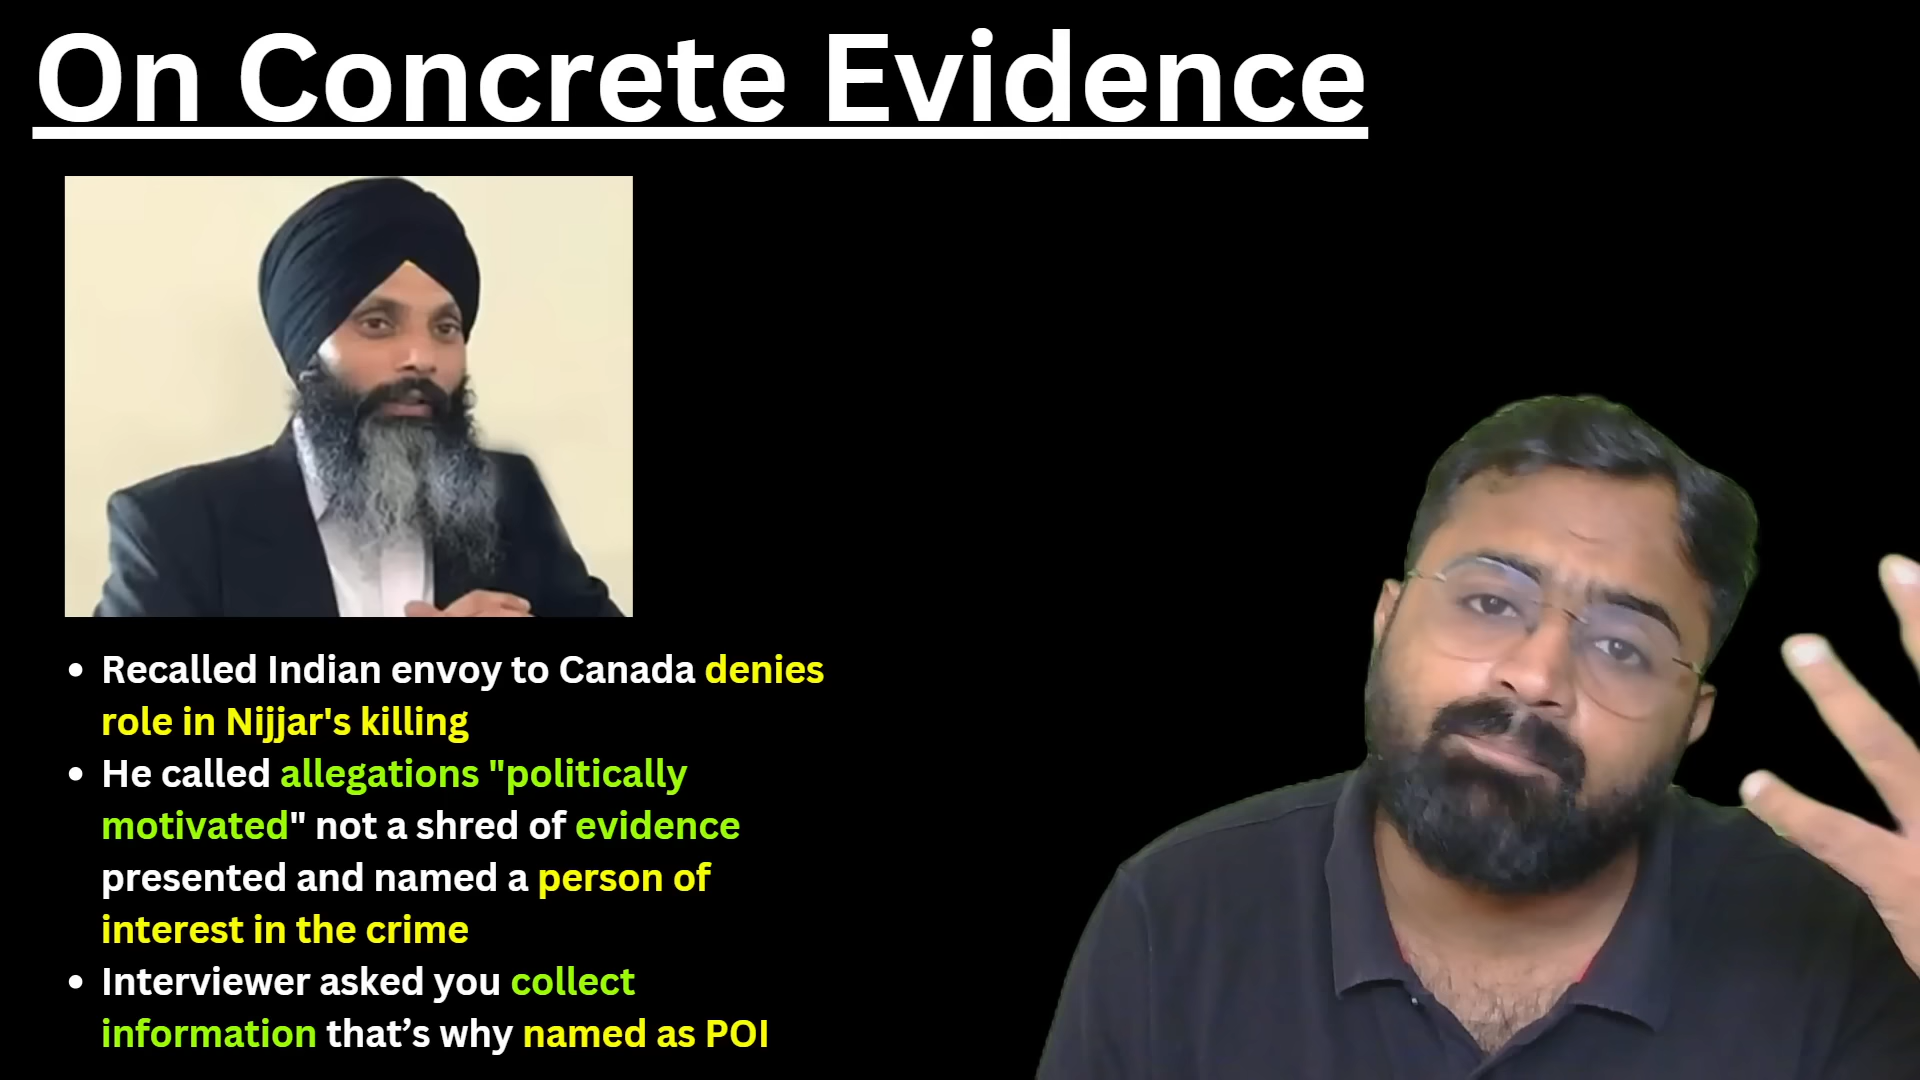 On Concrete Evidence
• Recalled Indian envoy to Canada denies
role in Nijjar's killing
• He called allegations "politically
motivated" not a shred of evidence
presented and named a person of
interest in the crime
• Interviewer asked you collect
information that’s why named as POI